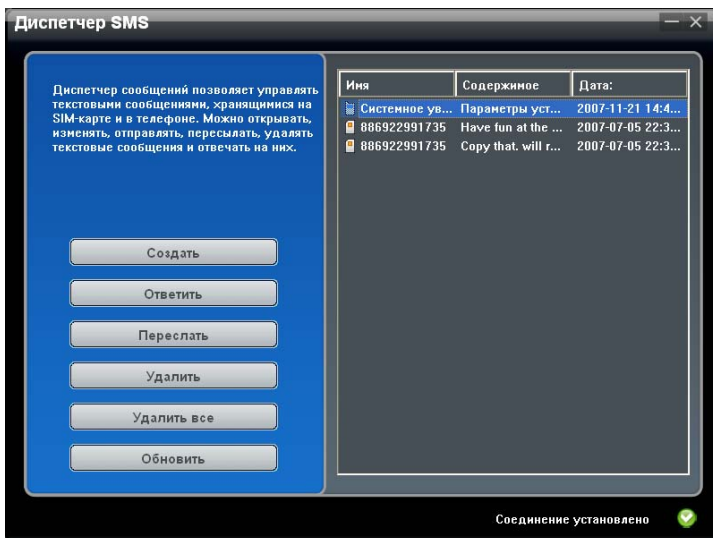 Диспетчер SMS
Диспетчер сообщений позволяет управлять
текстовыми сообщениями, хранящимися на
SIM-карте и в телефоне. Можно открывать,
изменять, отправлять, пересылать, удалять
текстовые сообщения и отвечать на них.
Создать
Ответить
Переслать
Удалить
Удалить все
Обновить
Имя Содержимое Дата:
Системное ув... Параметры уст... 2007-11-21 14:4...
886922991735 Have fun at the ... 2007-07-05 22:3...
886922991735 Copy that. will r... 2007-07-05 22:3...
Соединение установлено